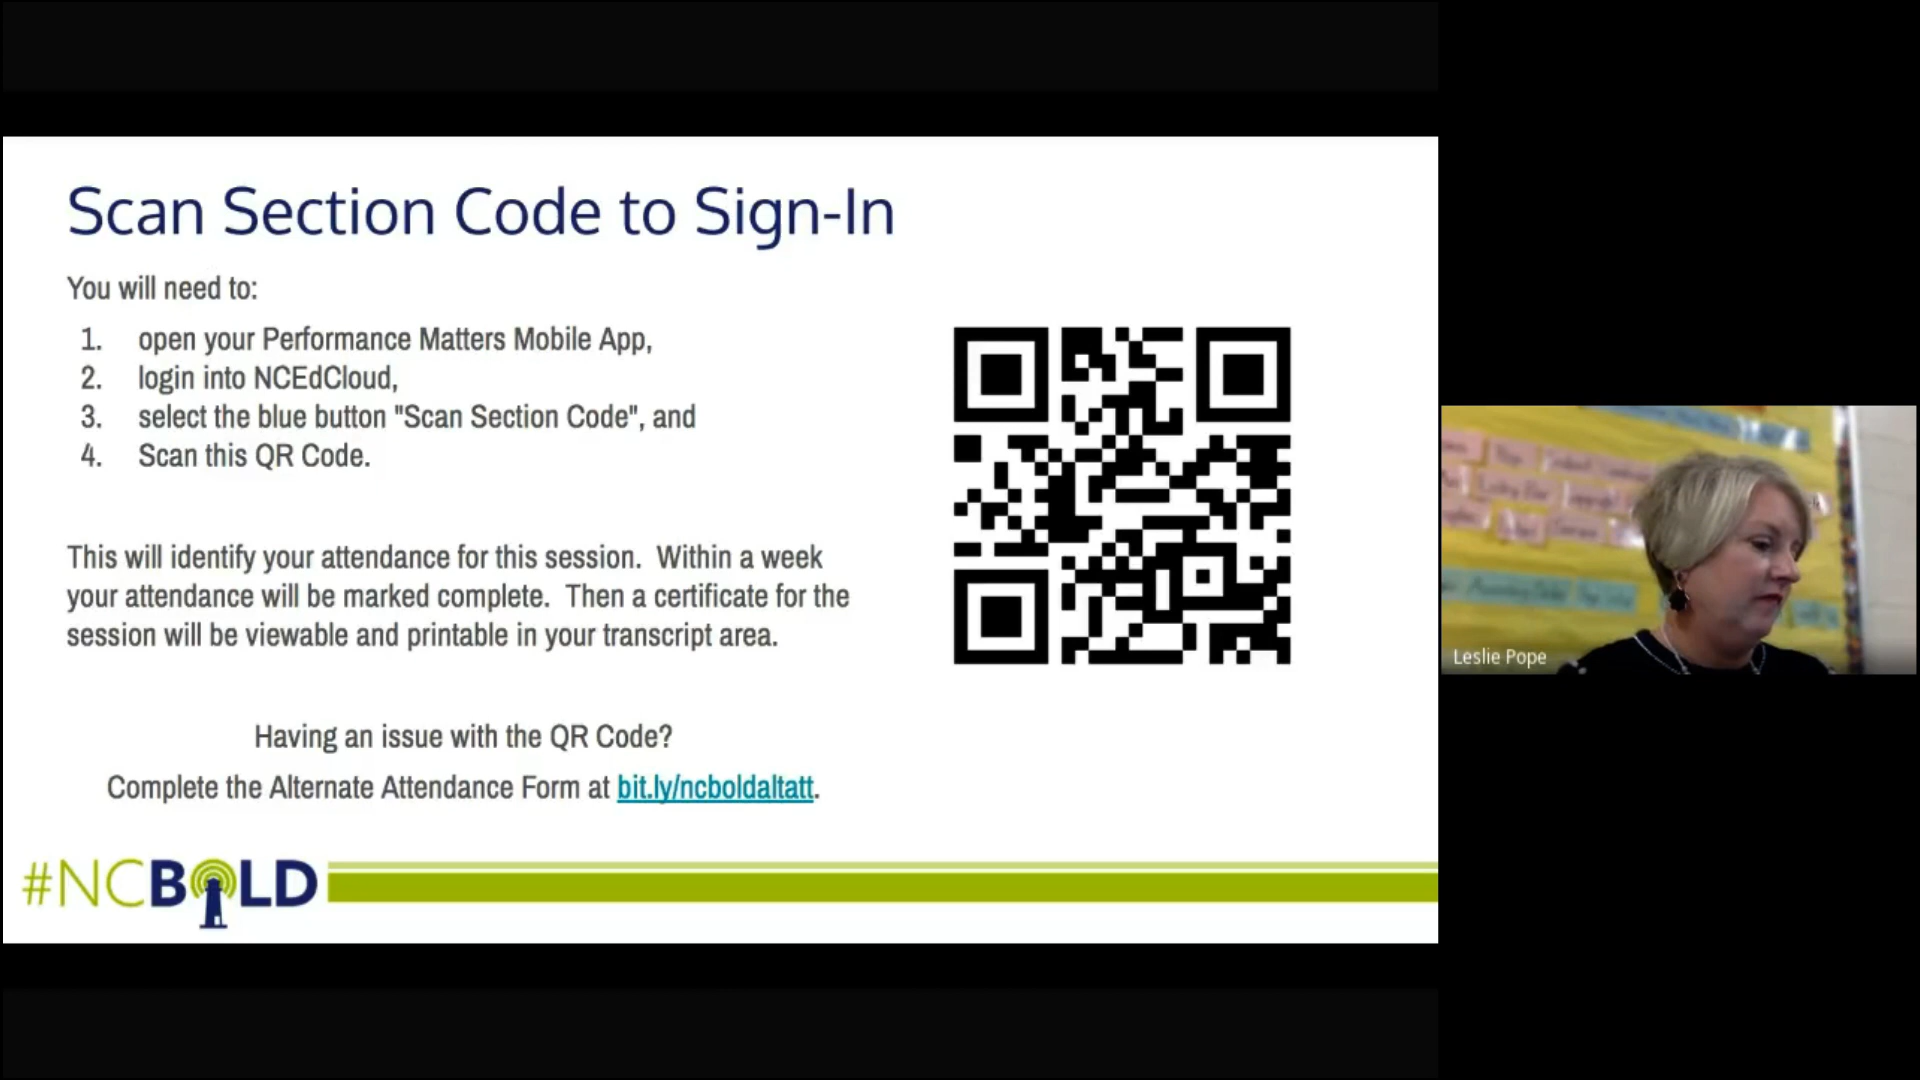 Scan Section Code to Sign-In
You will need to:
1. open your Performance Matters Mobile App,
2. login into NCEdCloud,
3. select the blue button "Scan Section Code", and
4. Scan this QR Code.
This will identify your attendance for this session. Within a week
your attendance will be marked complete. Then a certificate for the
session will be viewable and printable in your transcript area.
Having an issue with the QR Code?
Complete the Alternate Attendance Form at bit.ly/ncboldaltatt.
#NCBOLD
Leslie Pope